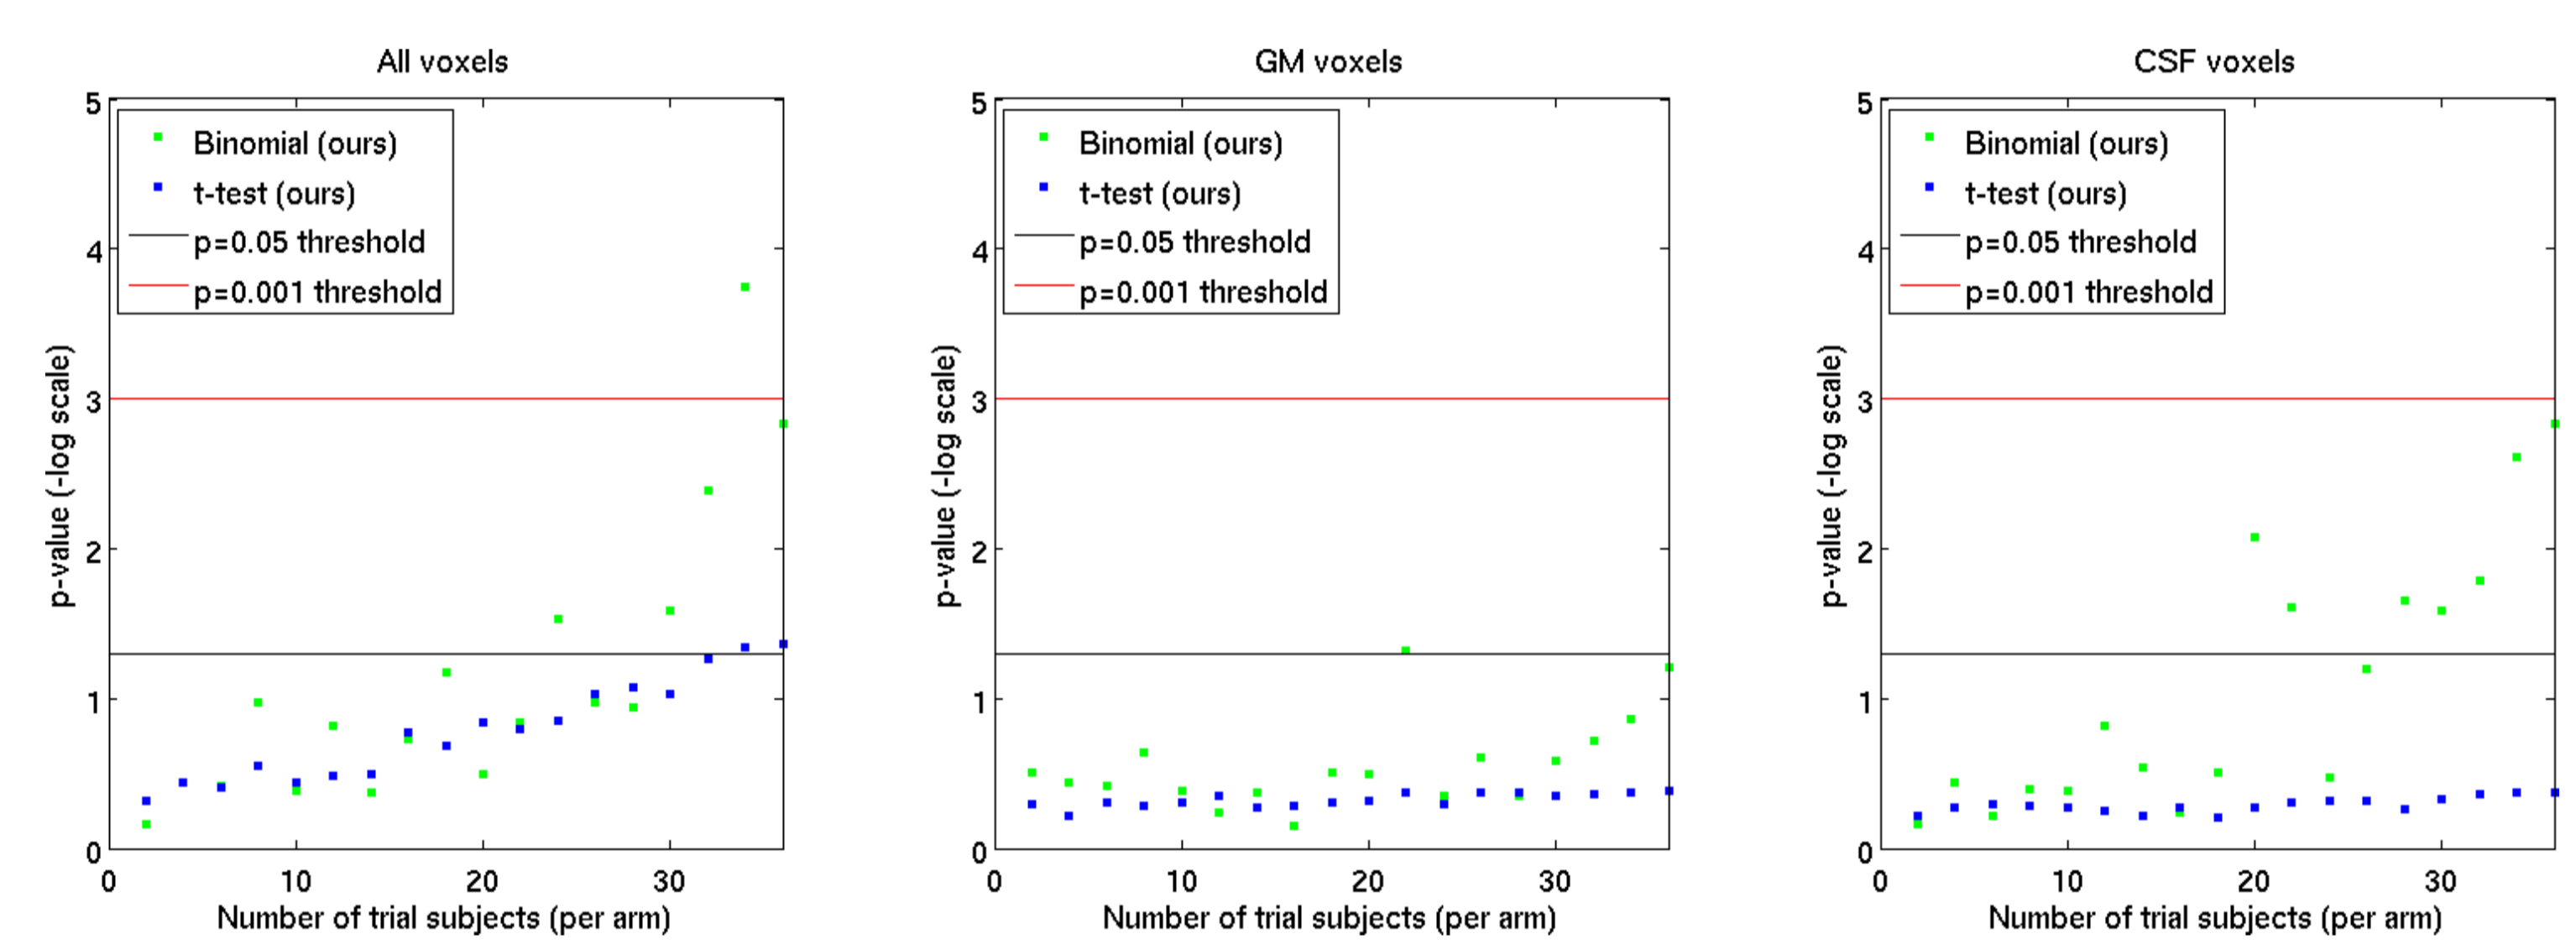 All voxels
5
Binomial (ours)
t-test (ours)
p=0.05 threshold
p=0.001 threshold
4
3
2
1
0
p-value (-log scale)
0 10 20 30
Number of trial subjects (per arm)
GM voxels
5
Binomial (ours)
t-test (ours)
p=0.05 threshold
p=0.001 threshold
4
3
2
1
0
p-value (-log scale)
0 10 20 30
Number of trial subjects (per arm)
CSF voxels
5
Binomial (ours)
t-test (ours)
p=0.05 threshold
p=0.001 threshold
4
3
2
1
0
p-value (-log scale)
0 10 20 30
Number of trial subjects (per arm)